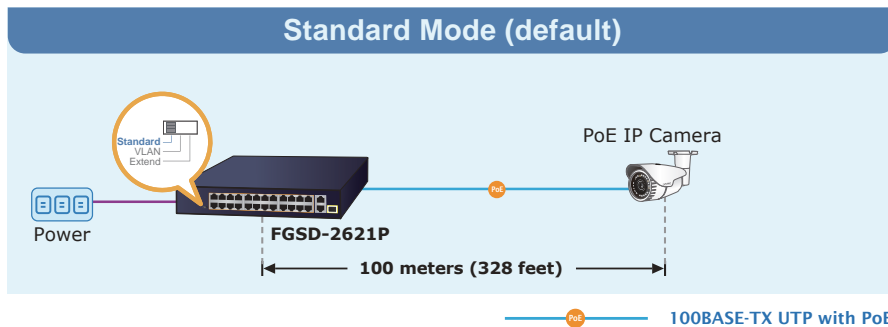 Standard Mode (default)
Standard
VLAN
Extend
PoE IP Camera
PoE
Power
FGSD-2621P
100 meters (328 feet)
PoE
100BASE-TX UTP with PoE